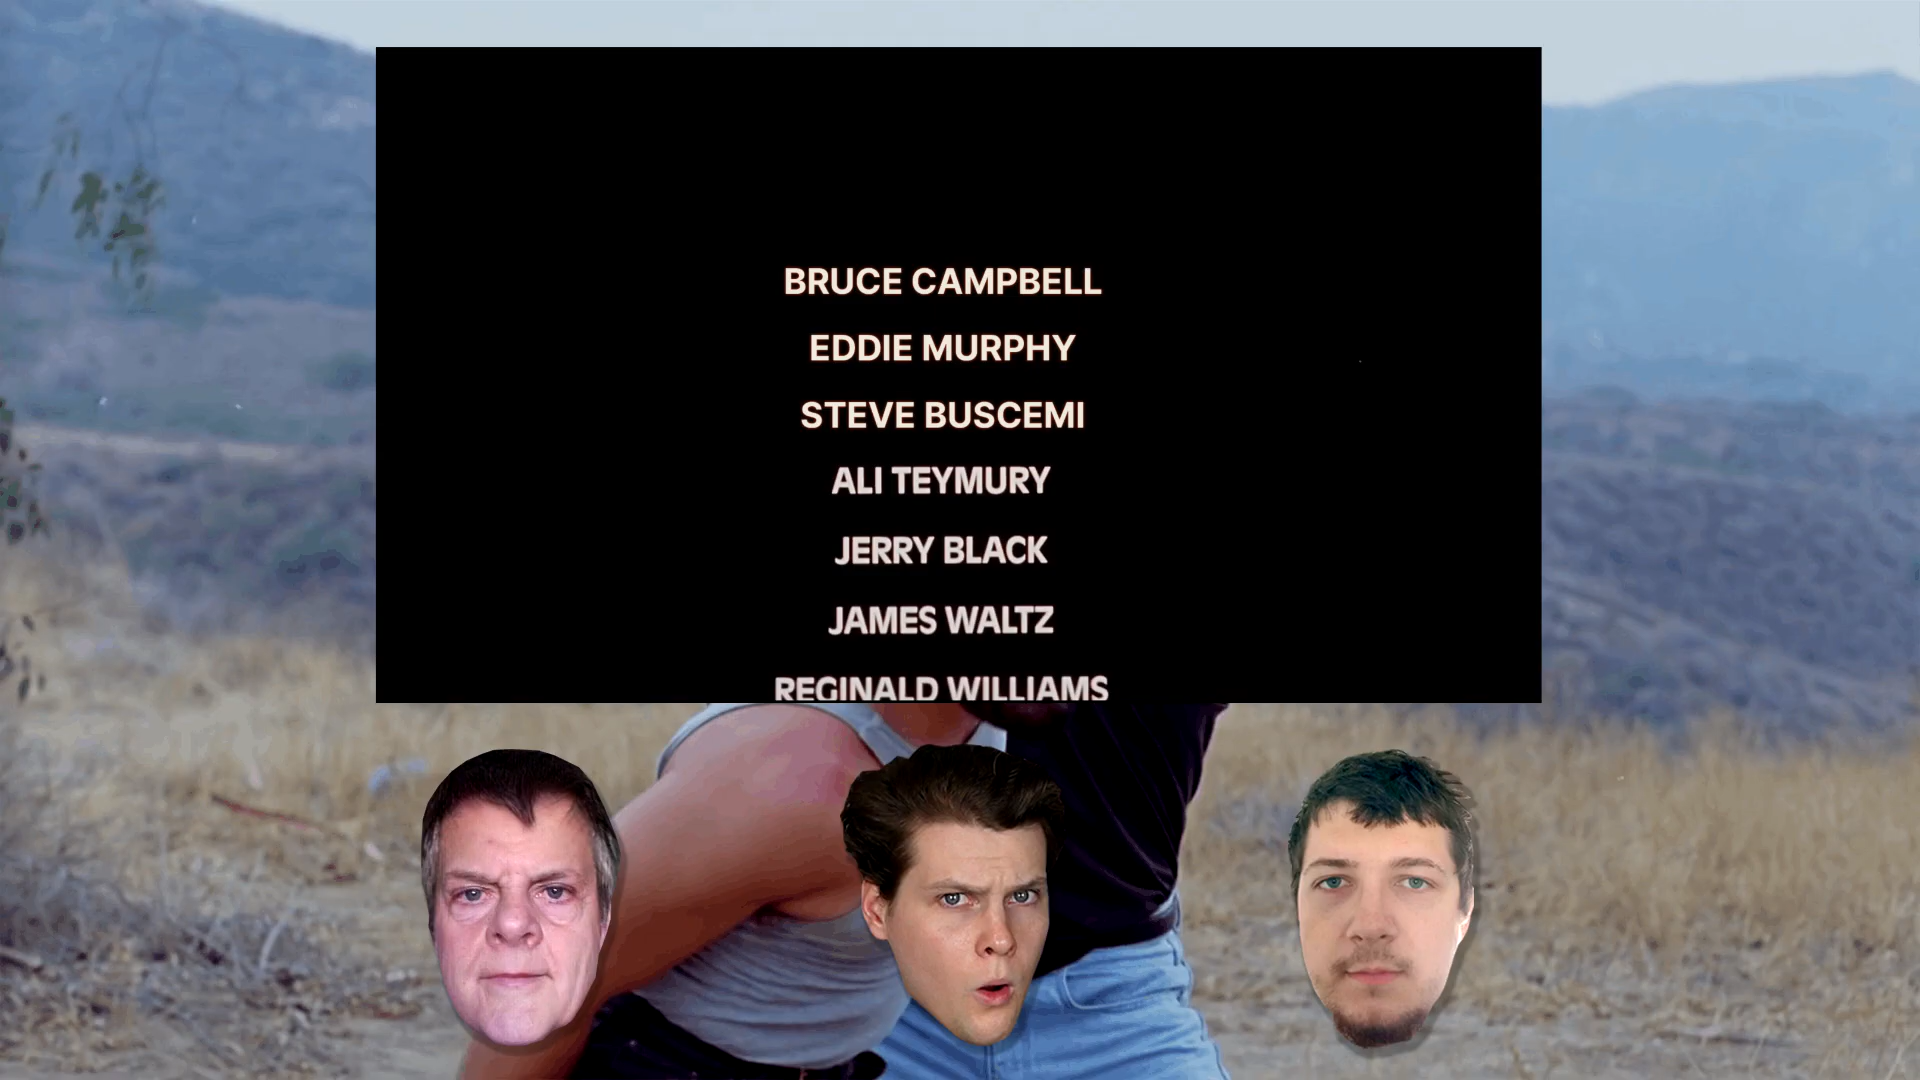 BRUCE CAMPBELL
EDDIE MURPHY
STEVE BUSCEMI
ALI TEYMURY
JERRY BLACK
JAMES WALTZ
REGINALD WILLIAMS